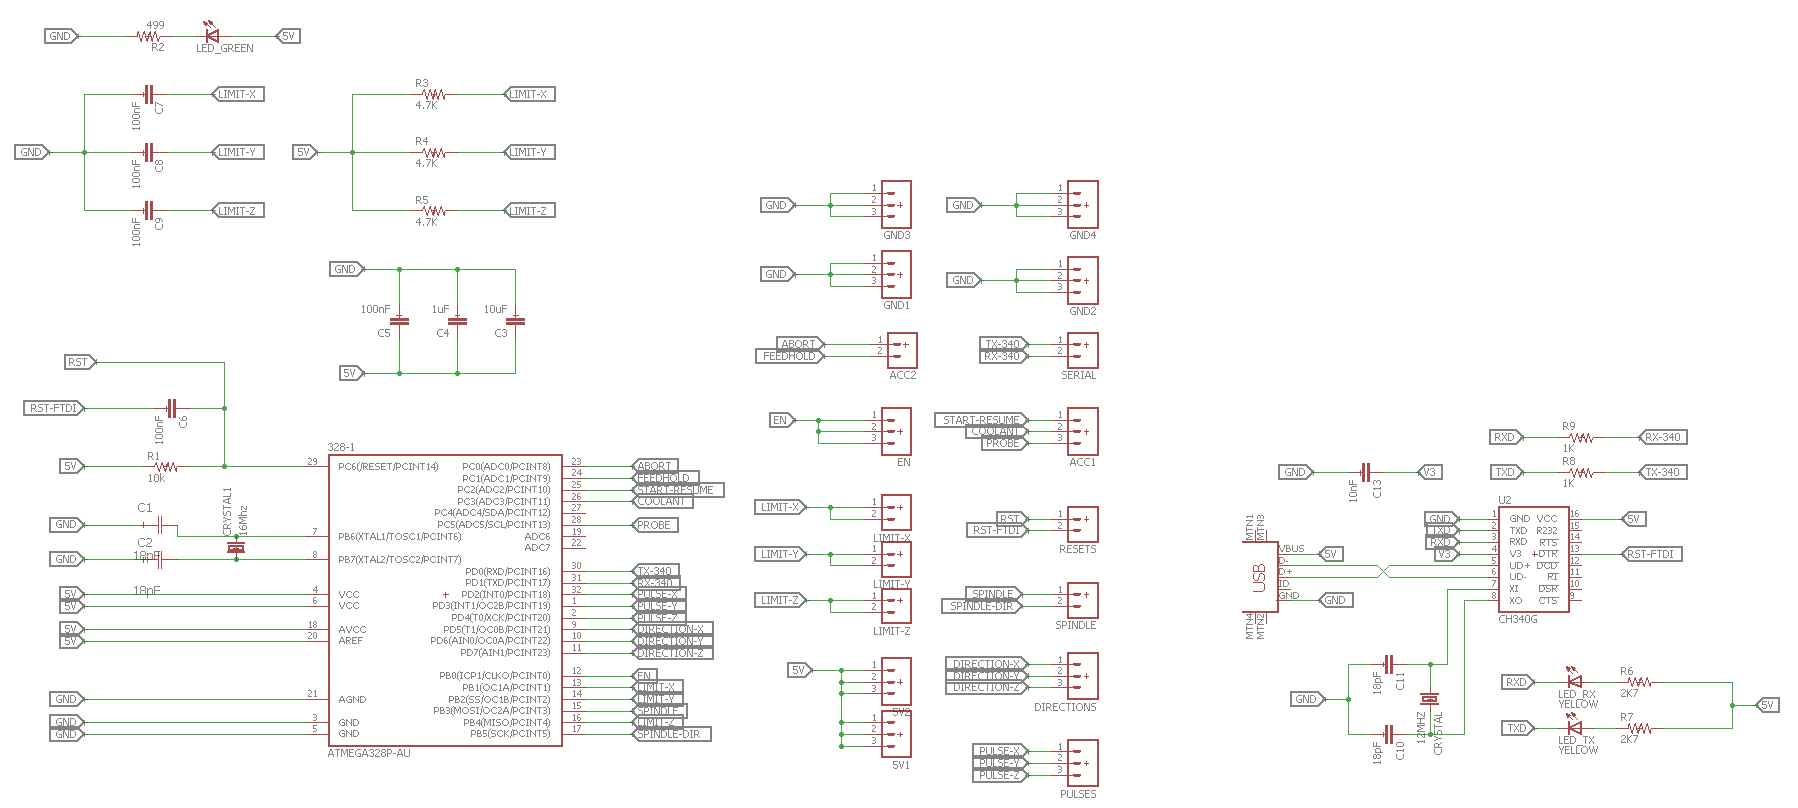 GND
499
R2
LED_GREEN
5V
GND
100nF
C7
LIMIT-X
100nF
C8
LIMIT-Y
100nF
C9
LIMIT-Z
5V
R3
4.7K
LIMIT-X
R4
4.7K
LIMIT-Y
R5
4.7K
LIMIT-Z
GND
100nF
C5
1uF
C4
10uF
C3
5V
RST
RST-FTDI
100nF
C6
5V
R1
10k
GND
C1
C2
18pF
GND
18pF
CRYSTAL1
16Mhz
5V
5V
5V
5V
GND
GND
GND
328-1
29 PC6(/RESET/PCINT14)
7 PB6(XTAL1/TOSC1/PCINT6)
8 PB7(XTAL2/TOSC2/PCINT7)
4 VCC
6 VCC
18 AVCC
20 AREF
21 AGND
3 GND
5 GND
PC0(ADC0/PCINT8) 23 ABORT
PC1(ADC1/PCINT9) 24 FEEDHOLD
PC2(ADC2/PCINT10) 25 START-RESUME
PC3(ADC3/PCINT11) 26 COOLANT
PC4(ADC4/SDA/PCINT12) 27
PC5(ADC5/SCL/PCINT13) 28 PROBE
ADC6 19
ADC7 22
PD0(RXD/PCINT16) 30 TX-340
PD1(TXD/PCINT17) 31 RX-340
PD2(INT0/PCINT18) 32 PULSE-X
PD3(INT1/OC2B/PCINT19) 1 PULSE-Y
PD4(T0/XCK/PCINT20) 2 PULSE-Z
PD5(T1/OC0B/PCINT21) 9 DIRECTION-X
PD6(AIN0/OC0A/PCINT22) 10 DIRECTION-Y
PD7(AIN1/PCINT23) 11 DIRECTION-Z
PB0(ICP1/CLKO/PCINT0) 12 EN
PB1(OC1A/PCINT1) 13 LIMIT-X
PB2(SS/OC1B/PCINT2) 14 LIMIT-Y
PB3(MOSI/OC2A/PCINT3) 15 SPINDLE
PB4(MISO/PCINT4) 16 LIMIT-Z
PB5(SCK/PCINT5) 17 SPINDLE-DIR
ATMEGA328P-AU
GND
1
2
3
GND3
GND
1
2
3
GND4
GND
1
2
3
GND1
GND
1
2
3
GND2
ABORT 1
FEEDHOLD 2
ACC2
TX-340 1
RX-340 2
SERIAL
EN
1
2
3
EN
START-RESUME 1
COOLANT 2
PROBE 3
ACC1
LIMIT-X
1
2
LIMIT-X
RST 1
RST-FTDI 2
RESETS
LIMIT-Y
1
2
LIMIT-Y
LIMIT-Z
1
2
LIMIT-Z
SPINDLE 1
SPINDLE-DIR 2
SPINDLE
5V
1
2
3
5V2
1
2
3
5V1
DIRECTION-X 1
DIRECTION-Y 2
DIRECTION-Z 3
DIRECTIONS
PULSE-X 1
PULSE-Y 2
PULSE-Z 3
PULSES
RXD
R9
1K
RX-340
TXD
R8
1K
TX-340
GND
10nF
C13
V3
U2
GND 1 GND
TXD 2 TXD
RXD 3 RXD
V3 4 V3
5 UD+
6 UD-
7 XI
8 XO
VCC 16 5V
R232 15
RTS 14
DTR 13 RST-FTDI
DCD 12
RI 11
DSR 10
CTS 9
CH340G
MTN1
MTN3
USB
VBUS
D-
D+
ID
GND
5V
GND
MTN4
MTN2
GND
18pF
C11
18pF
C10
12MHZ
CRYSTAL
RXD
LED_RX
YELLOW
R6
2K7
TXD
LED_TX
YELLOW
R7
2K7
5V